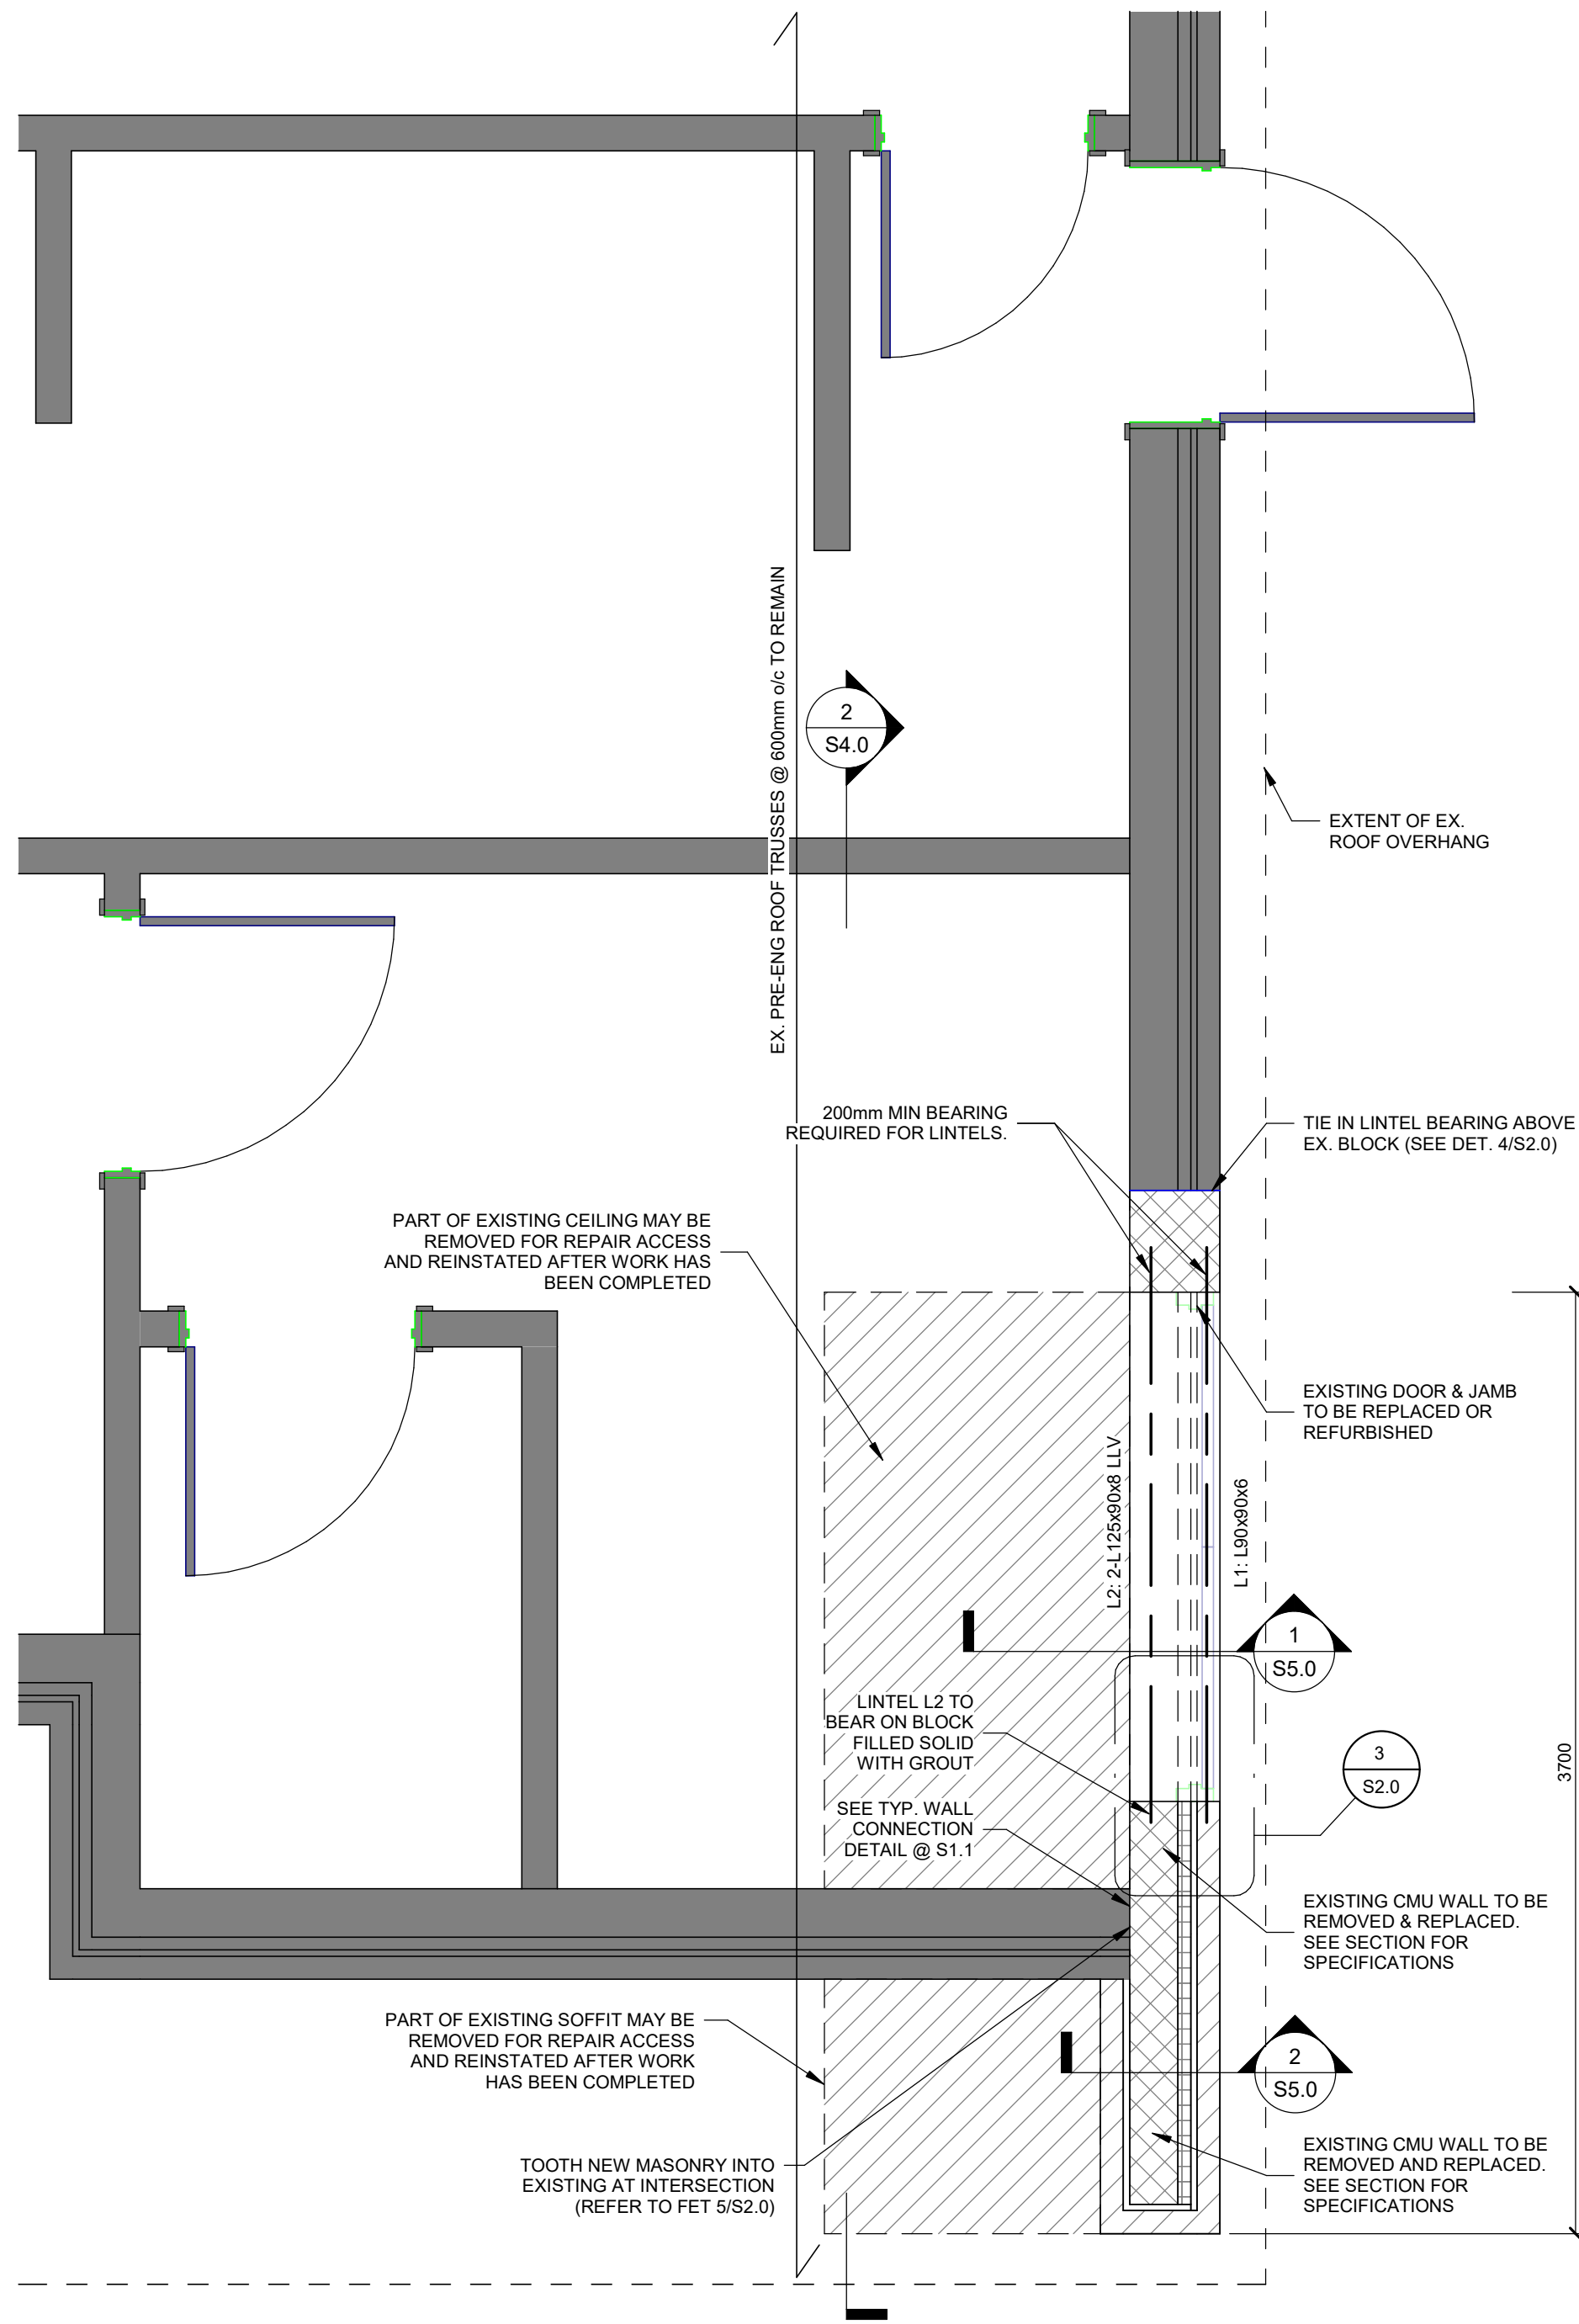 EX. PRE-ENG ROOF TRUSSES @ 600mm o/c TO REMAIN
2
S4.0
EXTENT OF EX.
ROOF OVERHANG
200mm MIN BEARING
REQUIRED FOR LINTELS.
TIE IN LINTEL BEARING ABOVE
EX. BLOCK (SEE DET. 4/S2.0)
PART OF EXISTING CEILING MAY BE
REMOVED FOR REPAIR ACCESS
AND REINSTATED AFTER WORK HAS
BEEN COMPLETED
EXISTING DOOR & JAMB
TO BE REPLACED OR
REFURBISHED
L2: 2-L125x90x8 LLV
L1: L90x90x6
1
S5.0
LINTEL L2 TO
BEAR ON BLOCK
FILLED SOLID
WITH GROUT
3
S2.0
3700
SEE TYP. WALL
CONNECTION
DETAIL @ S1.1
EXISTING CMU WALL TO BE
REMOVED & REPLACED.
SEE SECTION FOR
SPECIFICATIONS
PART OF EXISTING SOFFIT MAY BE
REMOVED FOR REPAIR ACCESS
AND REINSTATED AFTER WORK
HAS BEEN COMPLETED
2
S5.0
TOOTH NEW MASONRY INTO
EXISTING AT INTERSECTION
(REFER TO FET 5/S2.0)
EXISTING CMU WALL TO BE
REMOVED AND REPLACED.
SEE SECTION FOR
SPECIFICATIONS